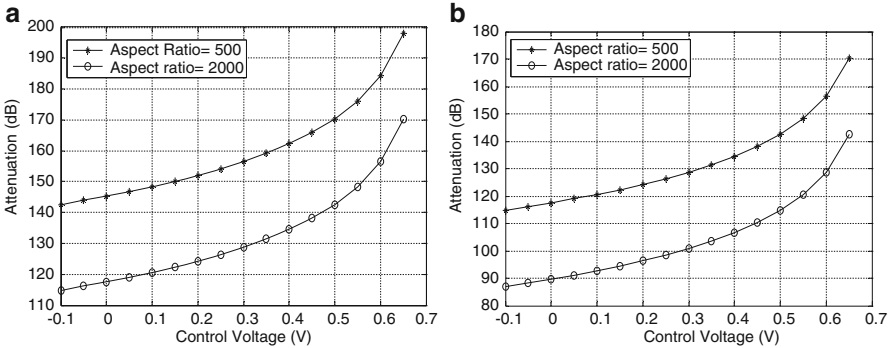 a
200
190
180
170
160
150
140
130
120
110
Attenuation (dB)
Aspect Ratio= 500
Aspect ratio= 2000
-0.1 0 0.1 0.2 0.3 0.4 0.5 0.6 0.7
Control Voltage (V)
b
180
170
160
150
140
130
120
110
100
90
80
Attenuation (dB)
Aspect ratio = 500
Aspect ratio= 2000
-0.1 0 0.1 0.2 0.3 0.4 0.5 0.6 0.7
Control Voltage (V)